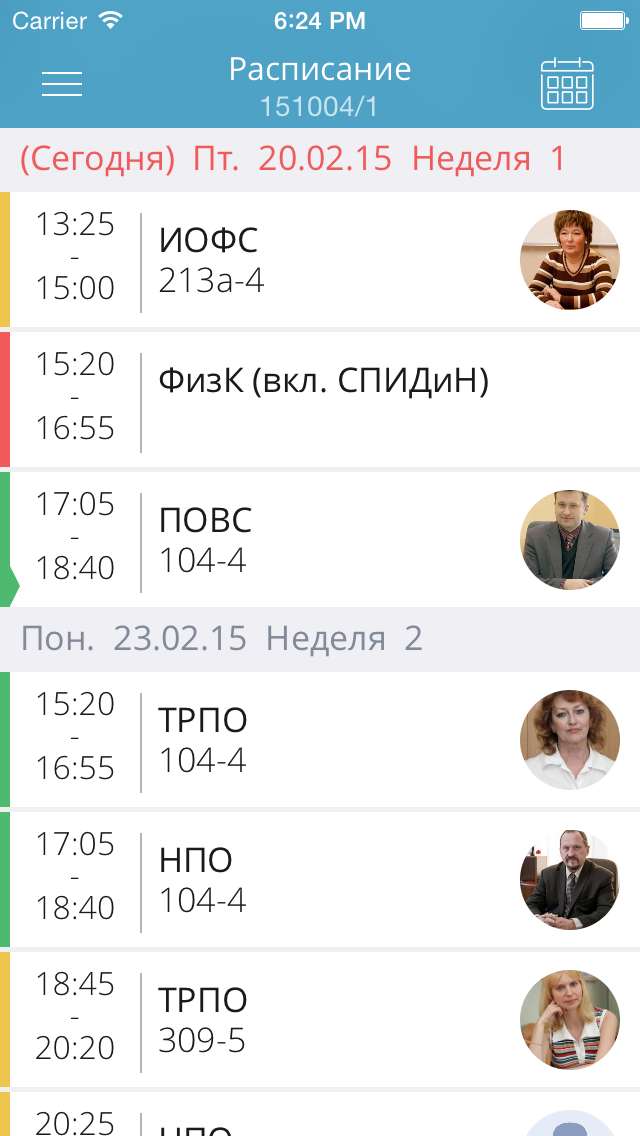 Carrier 6:24 PM
Расписание
151004/1
(Сегодня) Пт. 20.02.15 Неделя 1
13:25
-
15:00
ИОФС
213а-4
15:20
-
16:55
ФизК (вкл. СПИДиН)
17:05
-
18:40
ПОВС
104-4
Пон. 23.02.15 Неделя 2
15:20
-
16:55
ТРПО
104-4
17:05
-
18:40
НПО
104-4
18:45
-
20:20
ТРПО
309-5
20:25